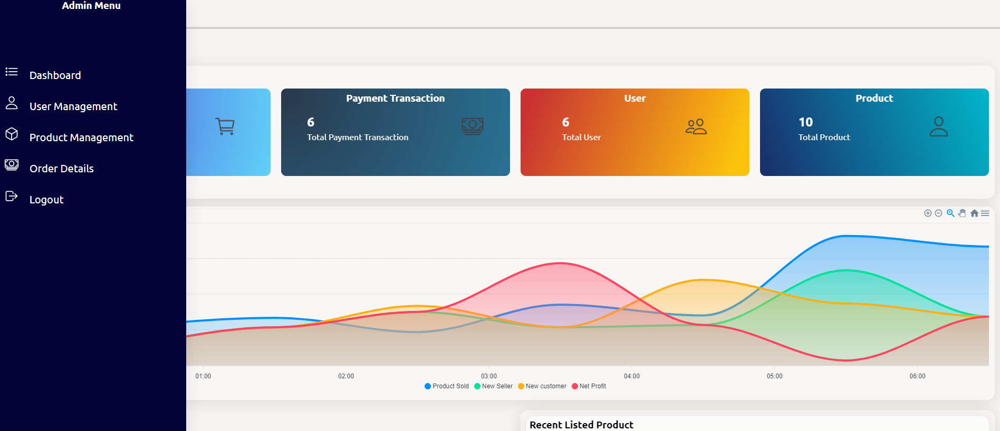 Admin Menu
Dashboard
User Management
Product Management
Order Details
Logout
Payment Transaction
6
Total Payment Transaction
User
6
Total User
Product
10
Total Product
01:00 02:00 03:00 04:00 05:00 06:00
Product Sold New Seller New customer Net Profit
Recent Listed Product